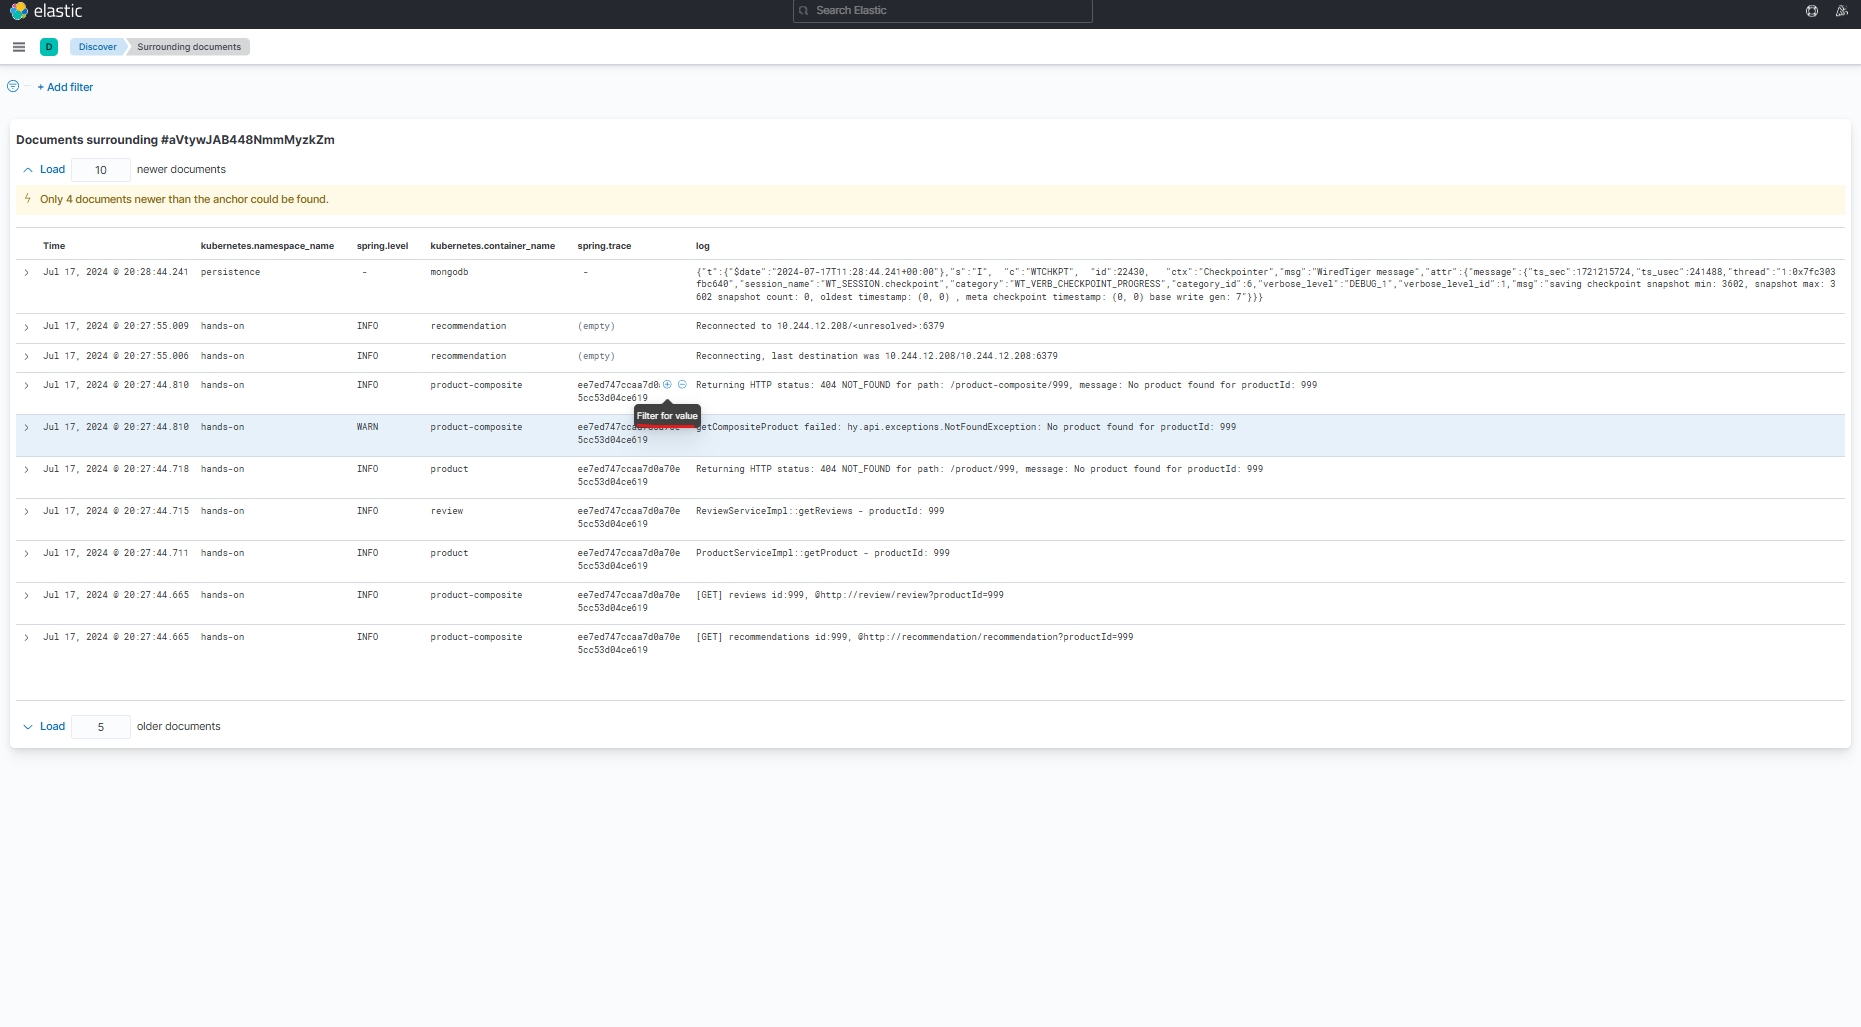 elastic
Search Elastic
D
Discover
Surrounding documents
+ Add filter
Documents surrounding #aVtywJAB448NmmMyzkZm
Load 10 newer documents
Only 4 documents newer than the anchor could be found.
Time kubernetes.namespace_name spring.level kubernetes.container_name spring.trace log
Jul 17, 2024 @ 20:28:44.241 persistence - mongodb - {"t":{"$date":"2024-07-17T11:28:44.241+00:00"},"s":"I", "c":"WTCHKPT", "id":22430, "ctx":"Checkpointer","msg":"WiredTiger message","attr":{"message":{"ts_sec":1721215724,"ts_usec":241488,"thread":"1:0x7fc303
fbc640","session_name":"WT_SESSION.checkpoint","category":"WT_VERB_CHECKPOINT_PROGRESS","category_id":6,"verbose_level":"DEBUG_1","verbose_level_id":1,"msg":"saving checkpoint snapshot min: 3602, snapshot max: 3
602 snapshot count: 0, oldest timestamp: (0, 0) , meta checkpoint timestamp: (0, 0) base write gen: 7"}}}
Jul 17, 2024 @ 20:27:55.009 hands-on INFO recommendation (empty) Reconnected to 10.244.12.208/<unresolved>:6379
Jul 17, 2024 @ 20:27:55.006 hands-on INFO recommendation (empty) Reconnecting, last destination was 10.244.12.208/10.244.12.208:6379
Jul 17, 2024 @ 20:27:44.810 hands-on INFO product-composite ee7ed747ccaa7d0 Returning HTTP status: 404 NOT_FOUND for path: /product-composite/999, message: No product found for productId: 999
5cc53d04ce619
Filter for value
Jul 17, 2024 @ 20:27:44.810 hands-on WARN product-composite ee7ed747ccaa7d0a70e getCompositeProduct failed: hy.api.exceptions.NotFoundException: No product found for productId: 999
5cc53d04ce619
Jul 17, 2024 @ 20:27:44.718 hands-on INFO product ee7ed747ccaa7d0a70e Returning HTTP status: 404 NOT_FOUND for path: /product/999, message: No product found for productId: 999
5cc53d04ce619
Jul 17, 2024 @ 20:27:44.715 hands-on INFO review ee7ed747ccaa7d0a70e ReviewServiceImpl::getReviews - productId: 999
5cc53d04ce619
Jul 17, 2024 @ 20:27:44.711 hands-on INFO product ee7ed747ccaa7d0a70e ProductServiceImpl::getProduct - productId: 999
5cc53d04ce619
Jul 17, 2024 @ 20:27:44.665 hands-on INFO product-composite ee7ed747ccaa7d0a70e [GET] reviews id:999, @http://review/review?productId=999
5cc53d04ce619
Jul 17, 2024 @ 20:27:44.665 hands-on INFO product-composite ee7ed747ccaa7d0a70e [GET] recommendations id:999, @http://recommendation/recommendation?productId=999
5cc53d04ce619
Load 5 older documents